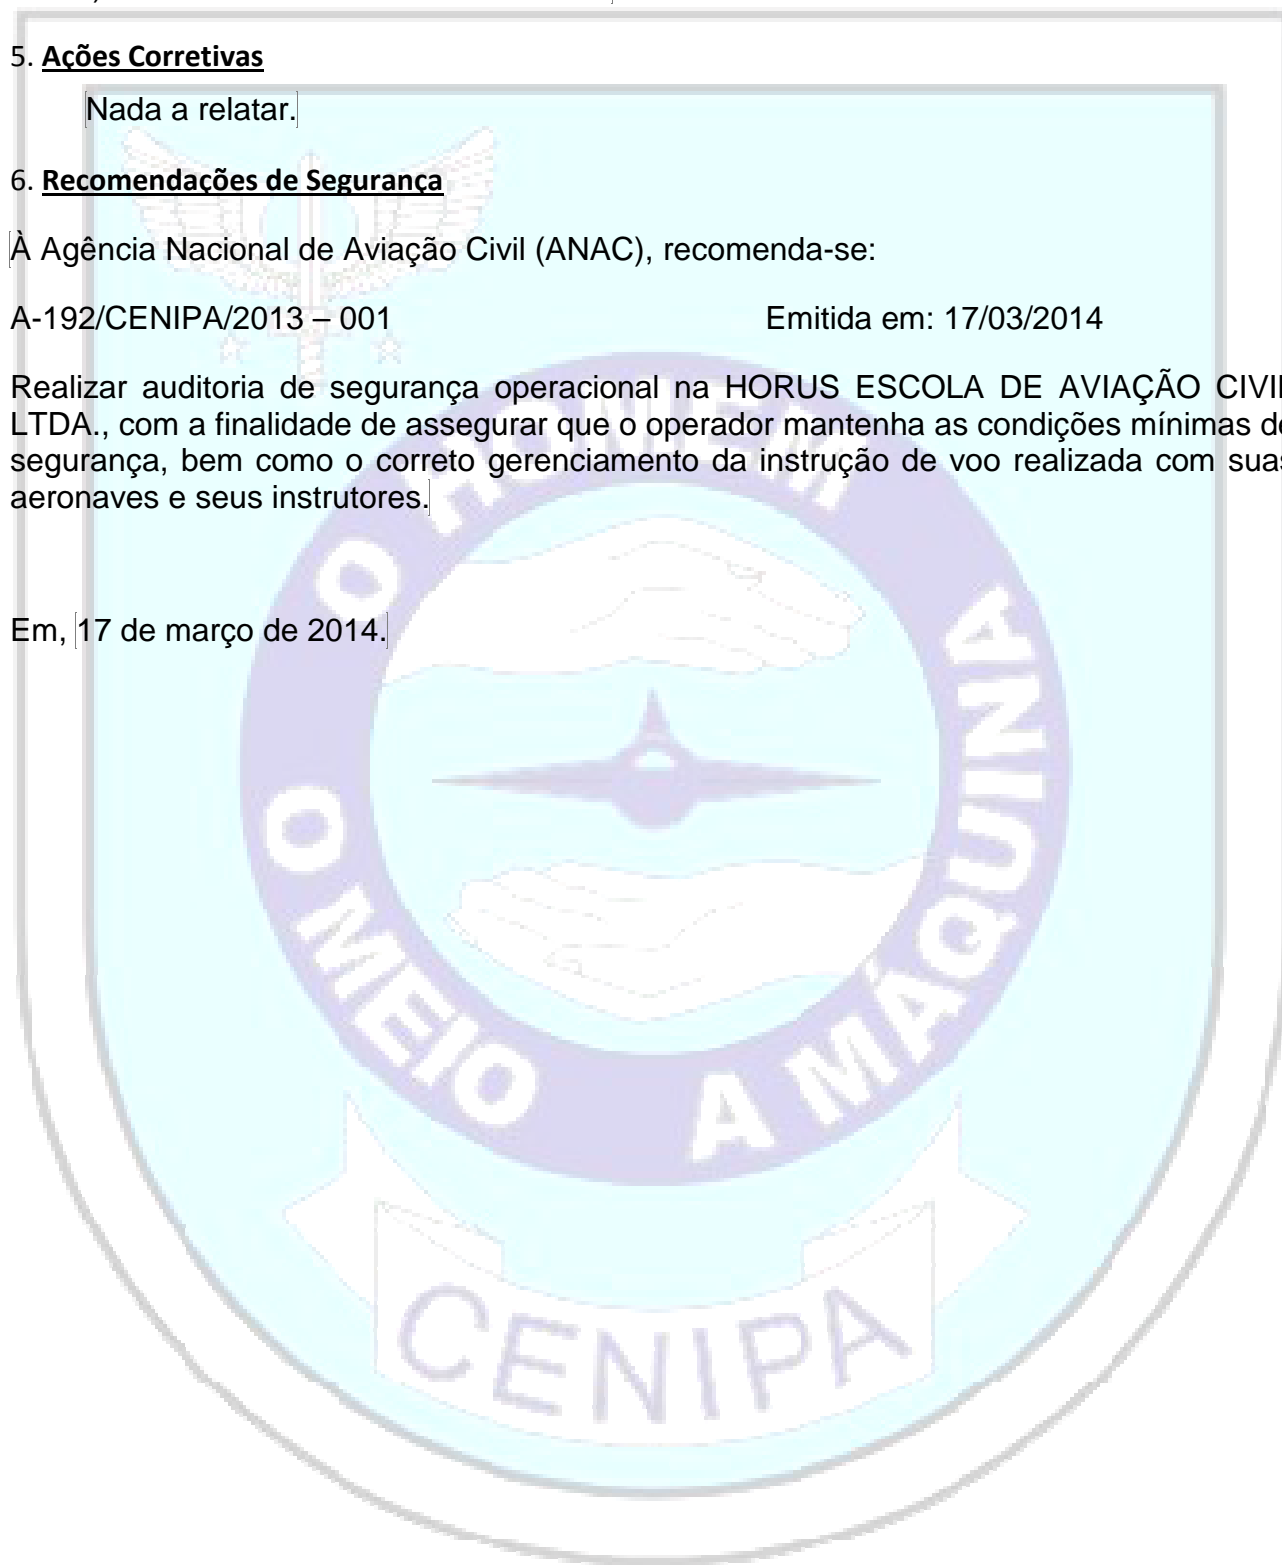 5. Ações Corretivas
Nada a relatar.
6. Recomendações de Segurança
À Agência Nacional de Aviação Civil (ANAC), recomenda-se:
A-192/CENIPA/2013 – 001 Emitida em: 17/03/2014
Realizar auditoria de segurança operacional na HORUS ESCOLA DE AVIAÇÃO CIVIL
LTDA., com a finalidade de assegurar que o operador mantenha as condições mínimas de
segurança, bem como o correto gerenciamento da instrução de voo realizada com suas
aeronaves e seus instrutores.
Em, 17 de março de 2014.
O HOMEM
O MEIO
A MÁQUINA
CENIPA